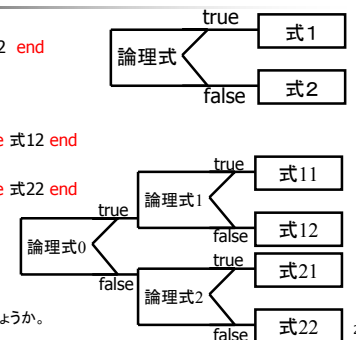 true
2 end
式1
論理式
式2
false
e 式12 end
true
式11
e 式22 end
論理式1
true
式12
false
論理式0
true
式21
false
論理式2
ょうか。
式22
false
2